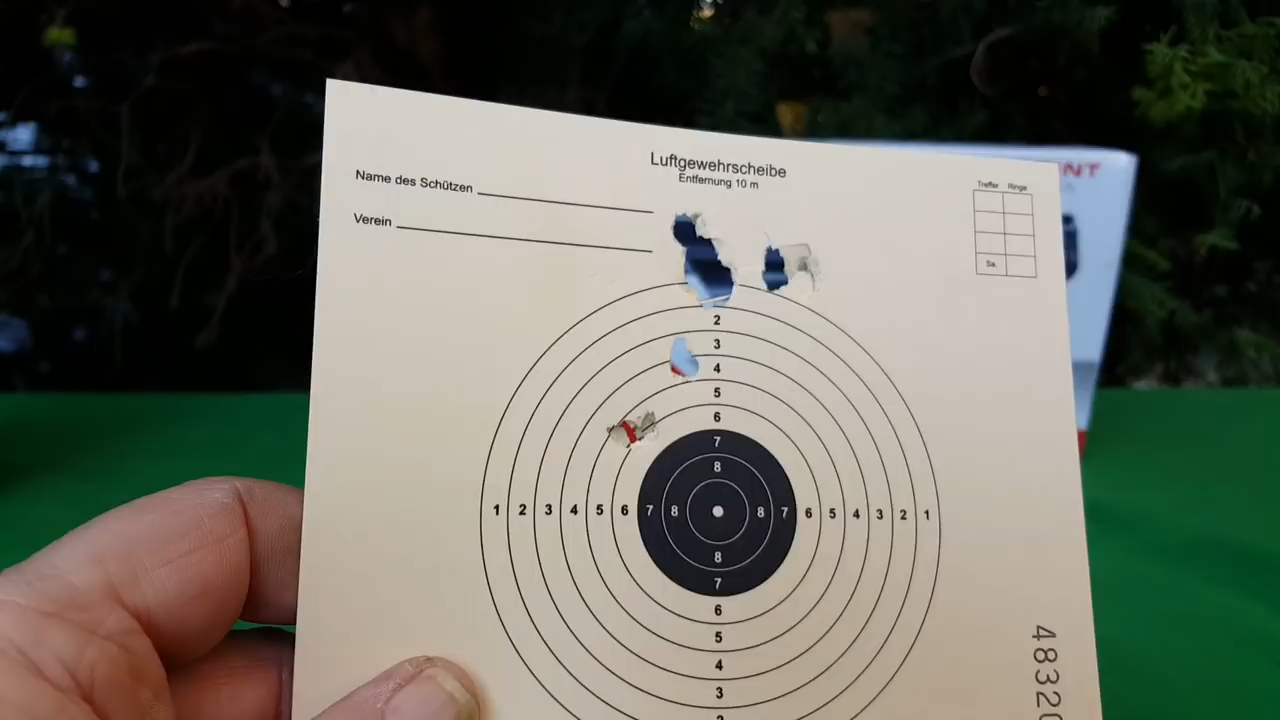 Luftgewehrscheibe
Entfernung 10 m
Name des Schützen
Verein
Treffer Ringe
Sa.
NT
2
3
4
5
6
7
8
1 2 3 4 5 6 7 8 8 7 6 5 4 3 2 1
8
7
6
5
4
3